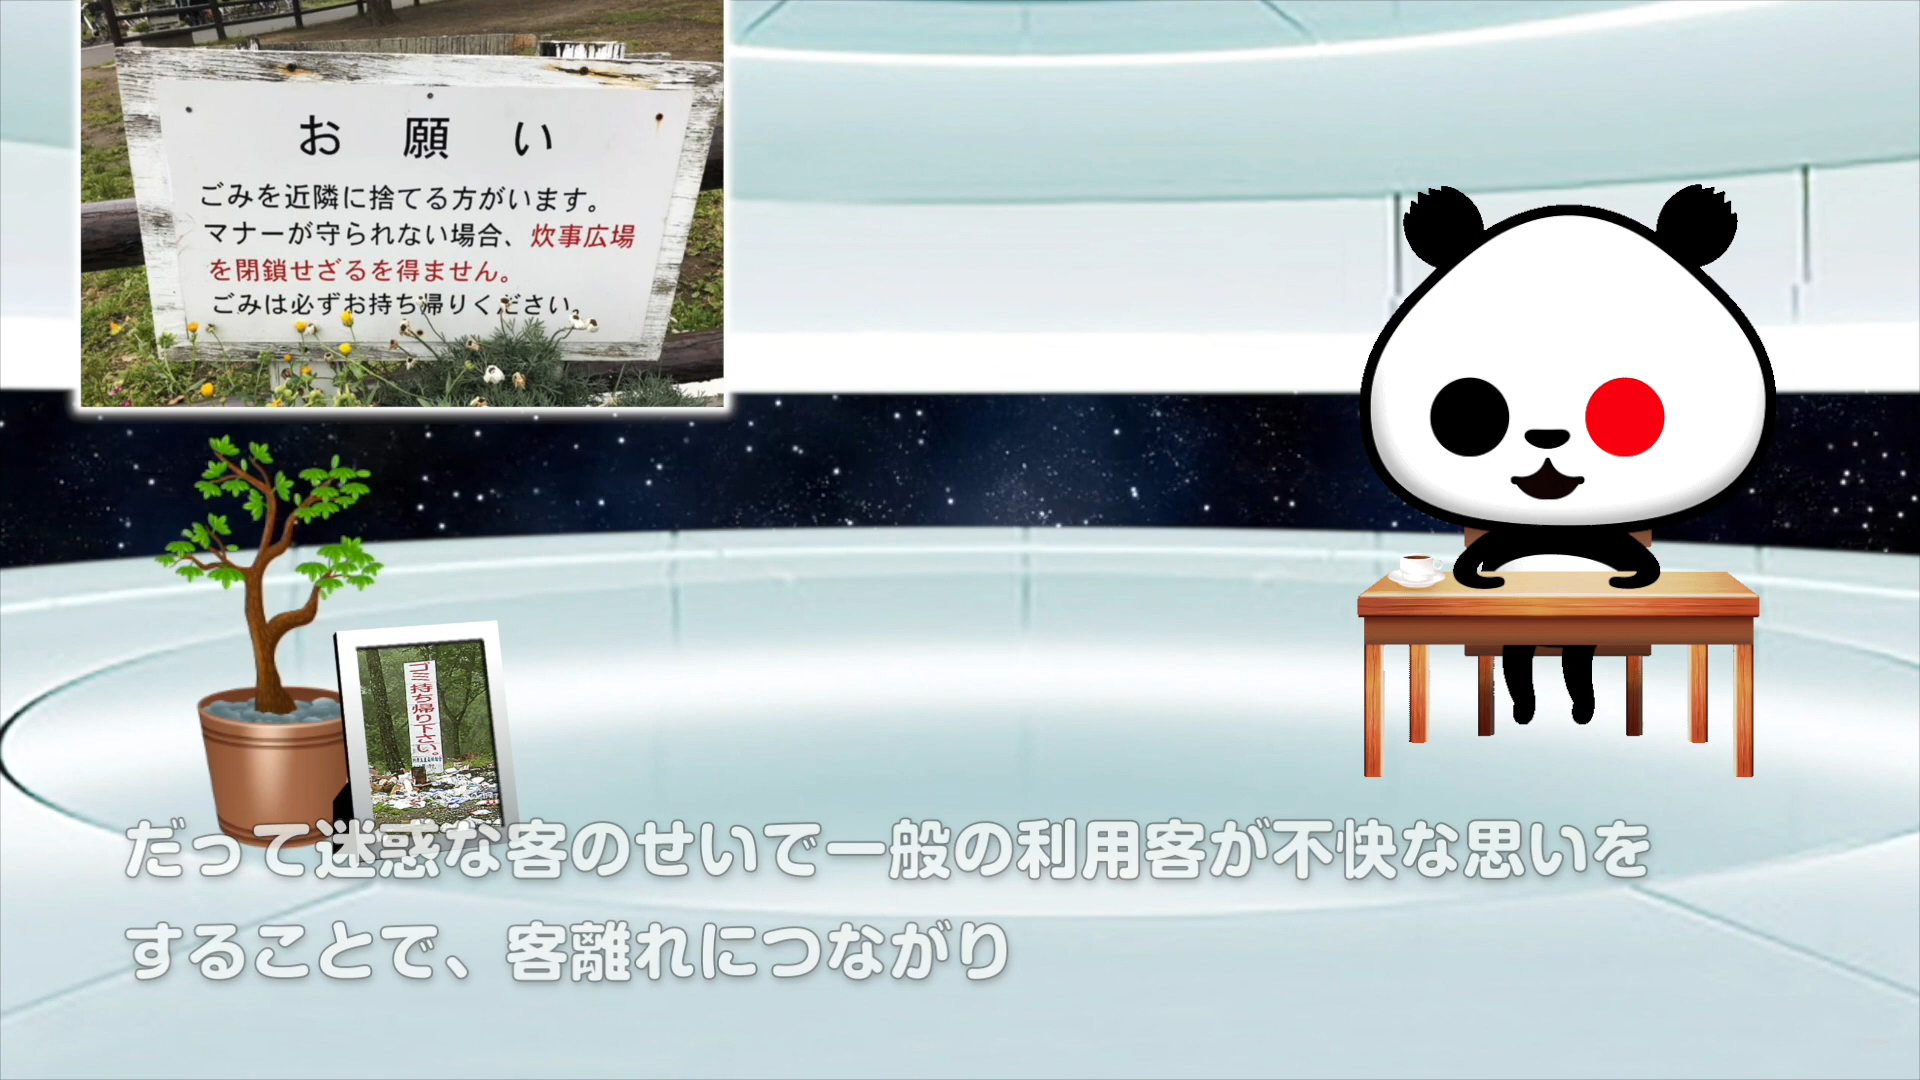 お願い
ごみを近隣に捨てる方がいます。
マナーが守られない場合、炊事広場
を閉鎖せざるを得ません。
ごみは必ずお持ち帰りください。
ゴミ持ち帰り下さい。
だって迷惑な客のせいで一般の利用客が不快な思いを
することで、客離れにつながり